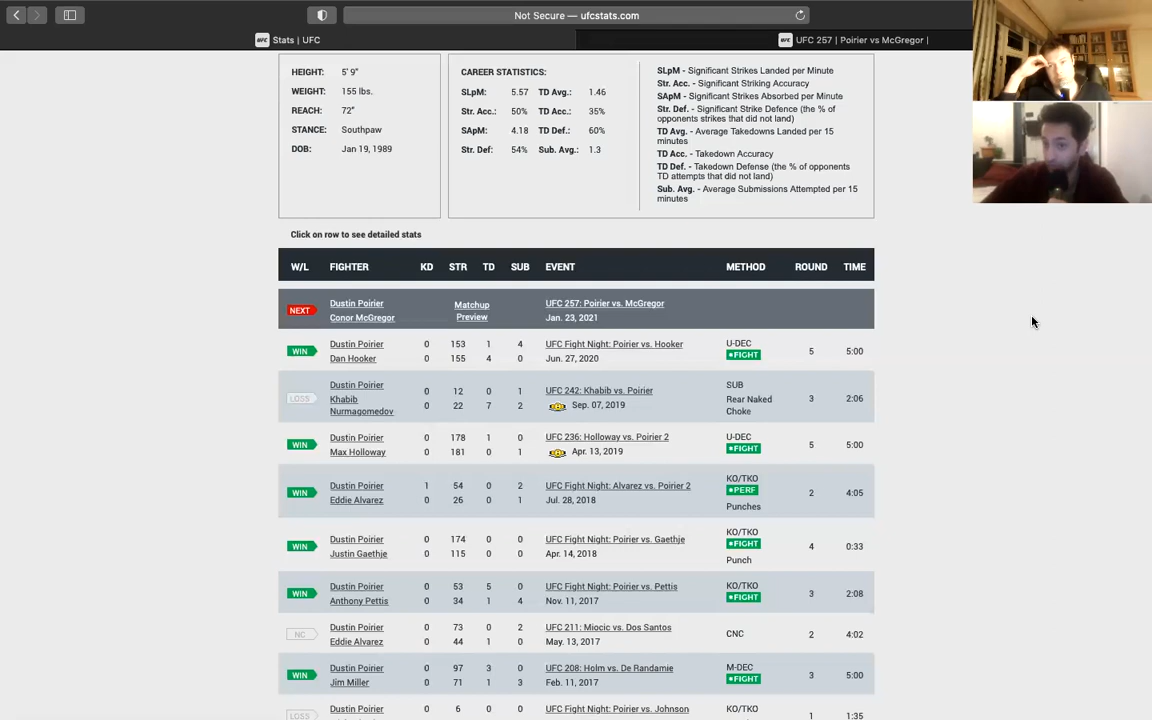 Not Secure — ufcstats.com
UFC Stats | UFC
UFC UFC 257 | Poirier vs McGregor |
HEIGHT: 5' 9"
WEIGHT: 155 lbs.
REACH: 72"
STANCE: Southpaw
DOB: Jan 19, 1989
CAREER STATISTICS:
SLpM: 5.57 TD Avg.: 1.46
Str. Acc.: 50% TD Acc.: 35%
SApM: 4.18 TD Def.: 60%
Str. Def: 54% Sub. Avg.: 1.3
SLpM - Significant Strikes Landed per Minute
Str. Acc. - Significant Striking Accuracy
SApM - Significant Strikes Absorbed per Minute
Str. Def. - Significant Strike Defence (the % of
opponents strikes that did not land)
TD Avg. - Average Takedowns Landed per 15
minutes
TD Acc. - Takedown Accuracy
TD Def. - Takedown Defense (the % of opponents
TD attempts that did not land)
Sub. Avg. - Average Submissions Attempted per 15
minutes
Click on row to see detailed stats
W/L FIGHTER KD STR TD SUB EVENT METHOD ROUND TIME
NEXT
Dustin Poirier
Conor McGregor
Matchup
Preview
UFC 257: Poirier vs. McGregor
Jan. 23, 2021
WIN
Dustin Poirier 0 153 1 4 UFC Fight Night: Poirier vs. Hooker
Dan Hooker 0 155 4 0 Jun. 27, 2020
U-DEC
FIGHT
5 5:00
LOSS
Dustin Poirier 0 12 0 1 UFC 242: Khabib vs. Poirier
Khabib
Nurmagomedov
0 22 7 2 Sep. 07, 2019
SUB
Rear Naked
Choke
3 2:06
WIN
Dustin Poirier 0 178 1 0 UFC 236: Holloway vs. Poirier 2
Max Holloway 0 181 0 1 Apr. 13, 2019
U-DEC
FIGHT
5 5:00
WIN
Dustin Poirier 1 54 0 2 UFC Fight Night: Alvarez vs. Poirier 2
Eddie Alvarez 0 26 0 1 Jul. 28, 2018
KO/TKO
PERF
Punches
2 4:05
WIN
Dustin Poirier 0 174 0 0 UFC Fight Night: Poirier vs. Gaethje
Justin Gaethje 0 115 0 0 Apr. 14, 2018
KO/TKO
FIGHT
Punch
4 0:33
WIN
Dustin Poirier 0 53 5 0 UFC Fight Night: Poirier vs. Pettis
Anthony Pettis 0 34 1 4 Nov. 11, 2017
KO/TKO
FIGHT
3 2:08
NC
Dustin Poirier 0 73 0 2 UFC 211: Miocic vs. Dos Santos
Eddie Alvarez 0 44 1 0 May. 13, 2017
CNC
2 4:02
WIN
Dustin Poirier 0 97 3 0 UFC 208: Holm vs. De Randamie
Jim Miller 0 71 1 3 Feb. 11, 2017
M-DEC
FIGHT
3 5:00
LOSS
Dustin Poirier 0 6 0 0 UFC Fight Night: Poirier vs. Johnson
KO/TKO
1 1:35